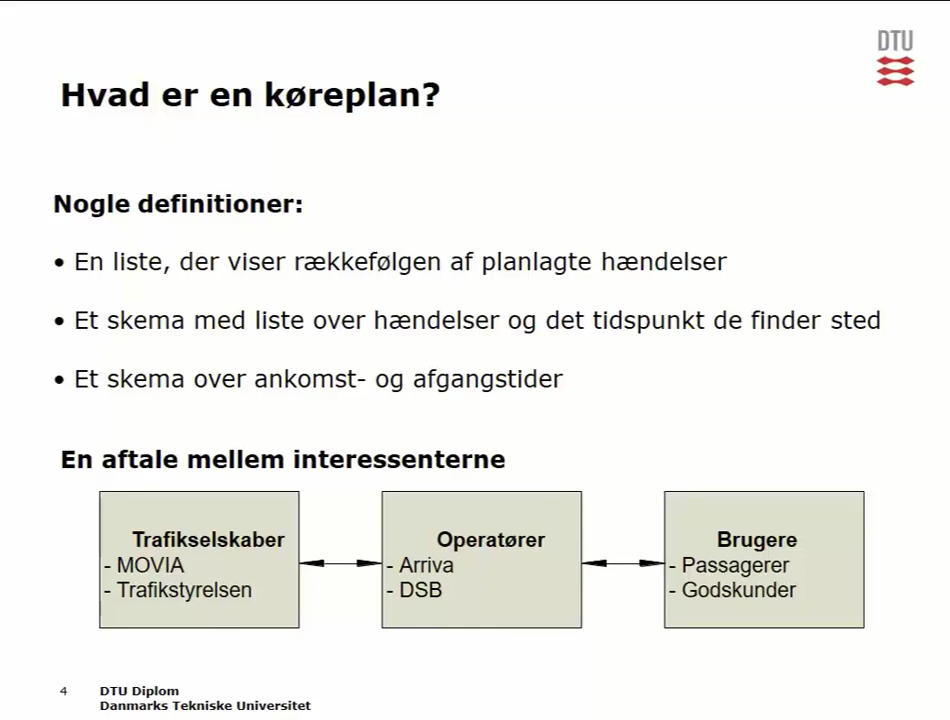 DTU
Hvad er en køreplan?
Nogle definitioner:
• En liste, der viser rækkefølgen af planlagte hændelser
• Et skema med liste over hændelser og det tidspunkt de finder sted
• Et skema over ankomst- og afgangstider
En aftale mellem interessenterne
Trafikselskaber
- MOVIA
- Trafikstyrelsen
Operatører
- Arriva
- DSB
Brugere
- Passagerer
- Godskunder
4 DTU Diplom
Danmarks Tekniske Universitet